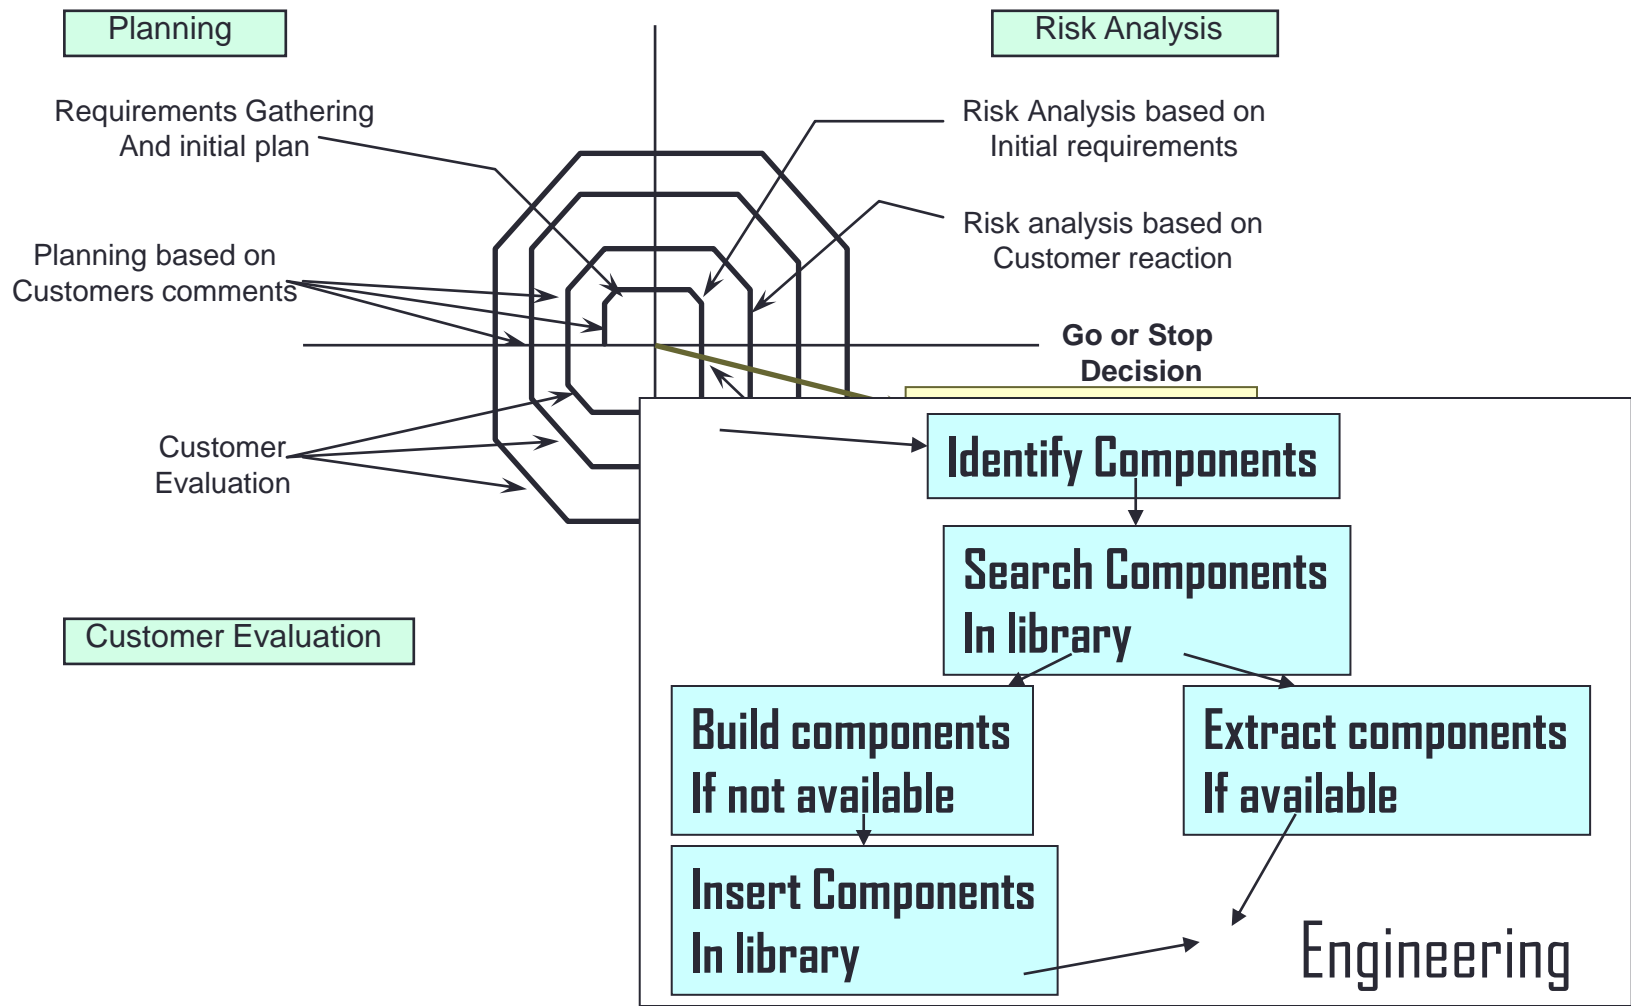 Planning
Risk Analysis
Requirements Gathering
And initial plan
Risk Analysis based on
Initial requirements
Risk analysis based on
Customer reaction
Planning based on
Customers comments
Go or Stop
Decision
Customer
Evaluation
Identify Components
Search Components
In library
Customer Evaluation
Build components
If not available
Extract components
If available
Insert Components
In library
Engineering